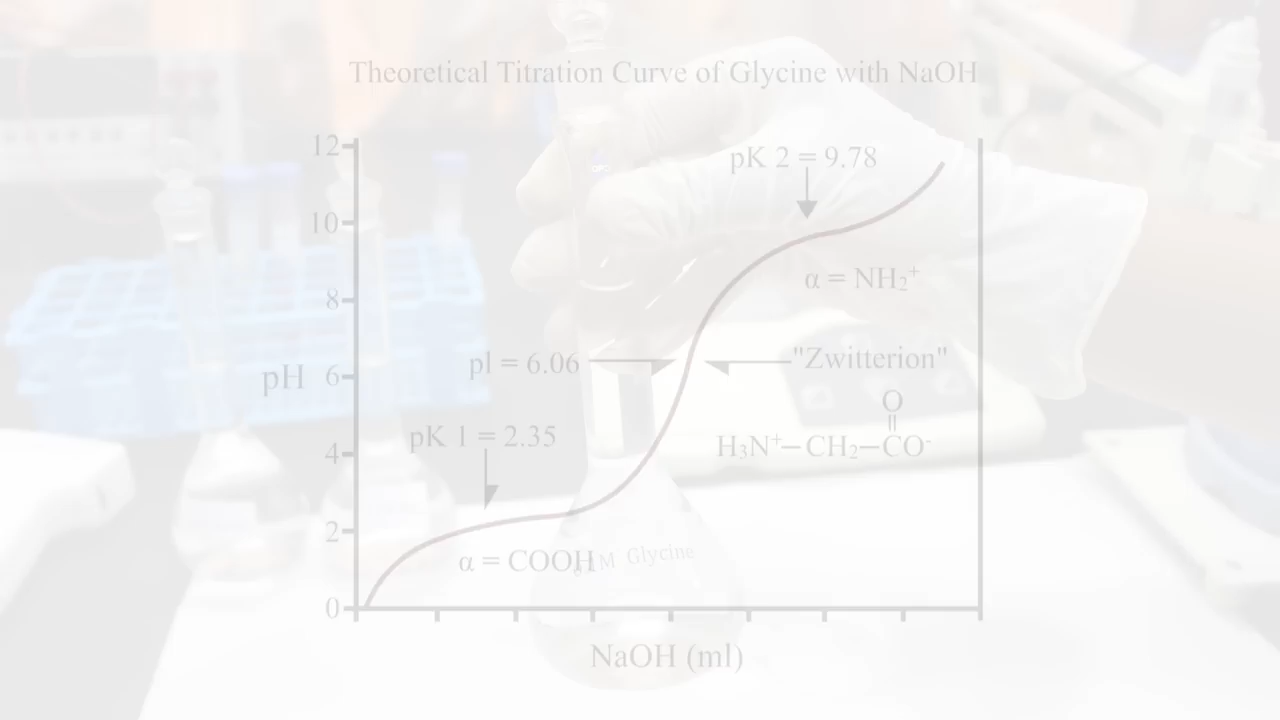 Theoretical Titration Curve of Glycine with NaOH
12
pK 2 = 9.78
10
α = NH₂⁺
8
pl = 6.06
"Zwitterion"
pH
6
O
pK 1 = 2.35
4
H₃N⁺–CH₂–CO⁻
2
α = COOH
M Glycine
0
NaOH (ml)